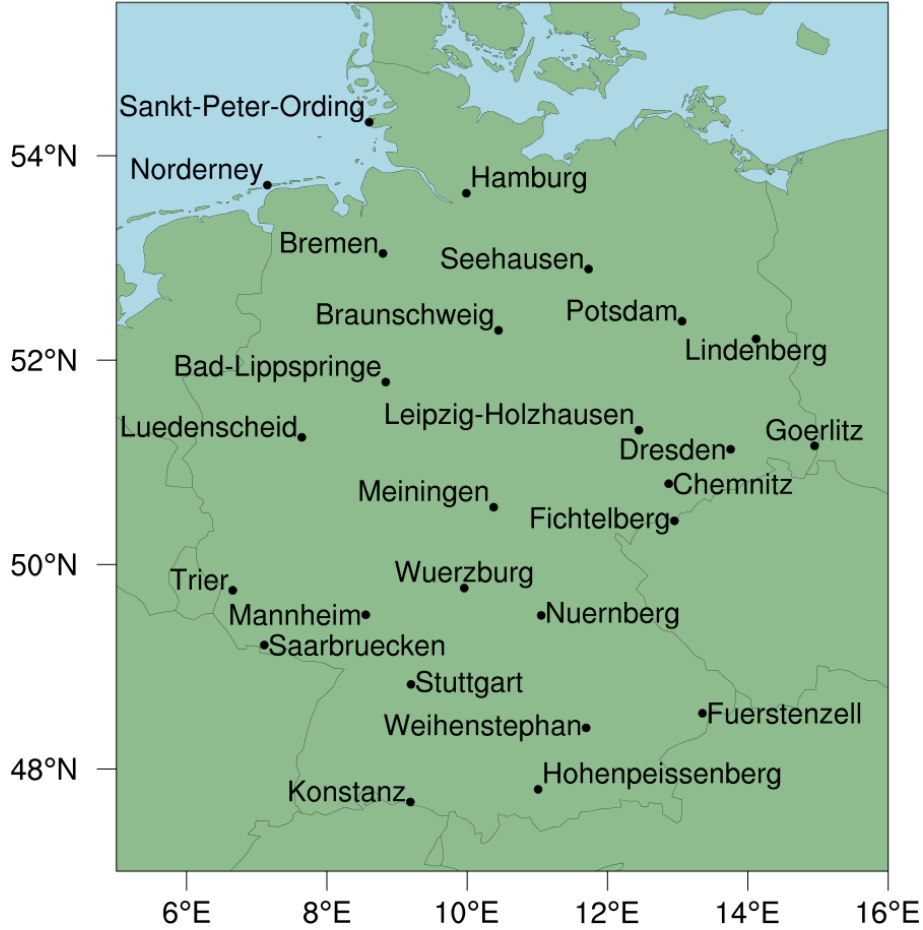 Sankt-Peter-Ording
54°N
Norderney
Hamburg
Bremen
Seehausen
Braunschweig
Potsdam
Lindenberg
52°N
Bad-Lippspringe
Leipzig-Holzhausen
Luedenscheid
Goerlitz
Dresden
Chemnitz
Meiningen
Fichtelberg
50°N
Trier
Wuerzburg
Mannheim
Nuernberg
Saarbruecken
Stuttgart
Fuerstenzell
Weihenstephan
48°N
Hohenpeissenberg
Konstanz
6°E 8°E 10°E 12°E 14°E 16°E